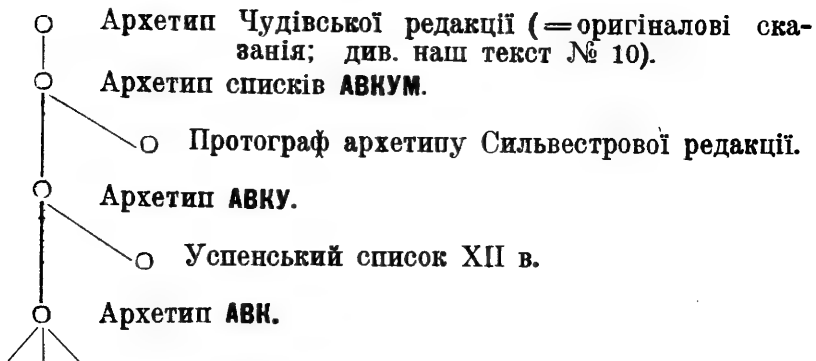 Архетип Чудівської редакції (=оригіналові ска-
занія; див. наш текст № 10).
Архетип списків АВКУМ.
Протограф архетипу Сильвестрової редакції.
Архетип АВКУ.
Успенський список XII в.
Архетип АВК.